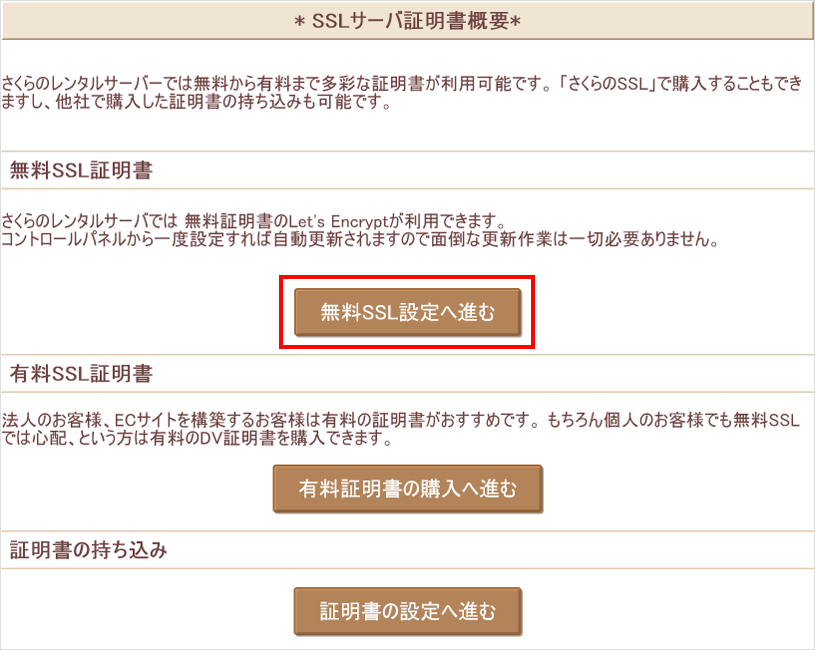 * SSLサーバ証明書概要*
さくらのレンタルサーバーでは無料から有料まで多彩な証明書が利用可能です。「さくらのSSL」で購入することもでき
ますし、他社で購入した証明書の持ち込みも可能です。
無料SSL証明書
さくらのレンタルサーバでは 無料証明書のLet's Encryptが利用できます。
コントロールパネルから一度設定すれば自動更新されますので面倒な更新作業は一切必要ありません。
無料SSL設定へ進む
有料SSL証明書
法人のお客様、ECサイトを構築するお客様は有料の証明書がおすすめです。もちろん個人のお客様でも無料SSL
では心配、という方は有料のDV証明書を購入できます。
有料証明書の購入へ進む
証明書の持ち込み
証明書の設定へ進む